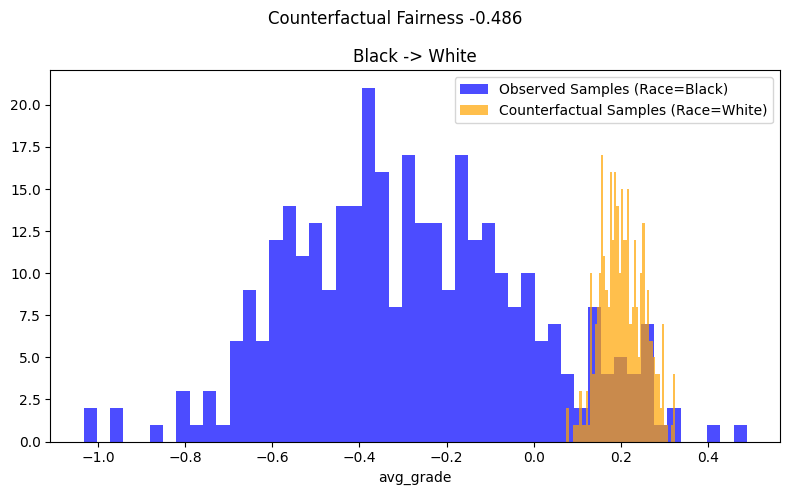 Counterfactual Fairness -0.486
Black -> White
Observed Samples (Race=Black)
Counterfactual Samples (Race=White)
20.0
17.5
15.0
12.5
10.0
7.5
5.0
2.5
0.0
−1.0 −0.8 −0.6 −0.4 −0.2 0.0 0.2 0.4
avg_grade